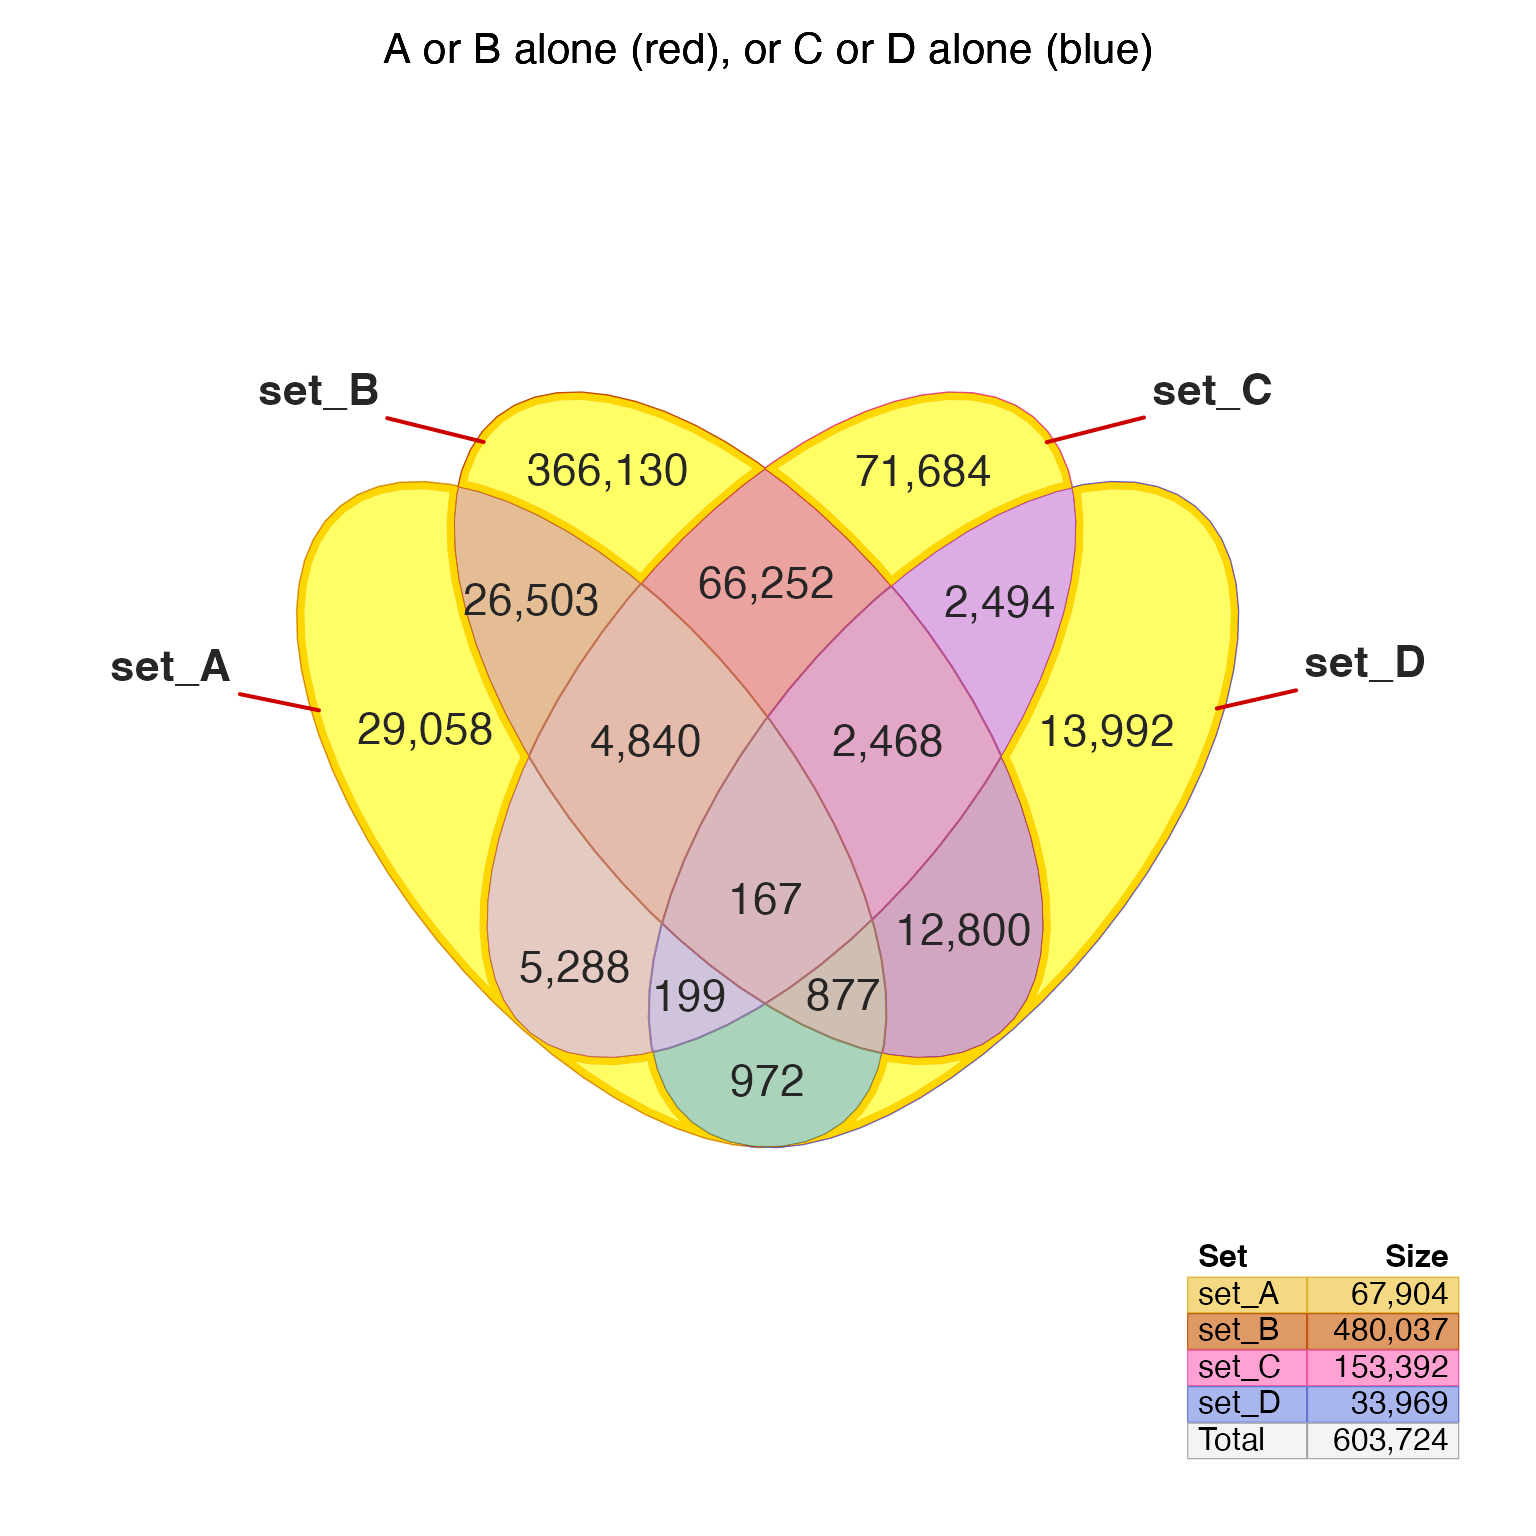 A or B alone (red), or C or D alone (blue)
set_B
set_C
366,130
71,684
26,503
66,252
2,494
set_A
set_D
29,058
4,840
2,468
13,992
167
12,800
5,288
199
877
972
Set Size
set_A 67,904
set_B 480,037
set_C 153,392
set_D 33,969
Total 603,724